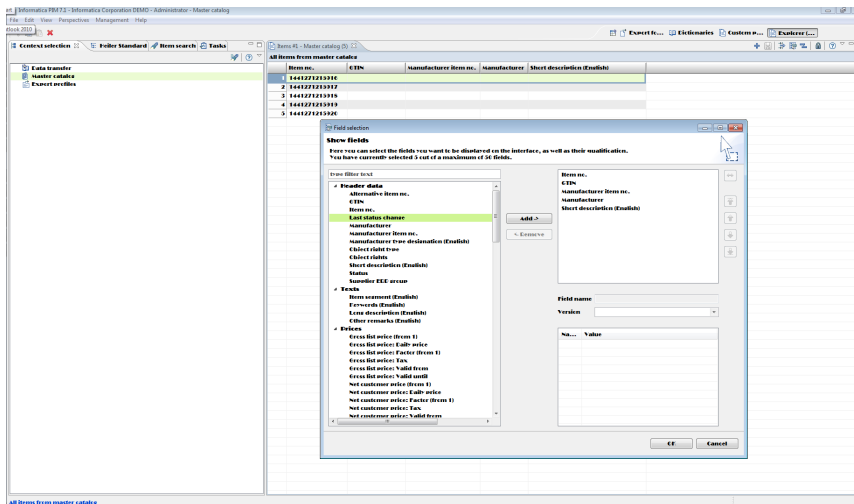 ert. Informatica PIM 7.1 - Informatica Corporation DEMO - Administrator - Master catalog
File Edit View Perspectives Management Help
utlook 2010
Expert fe... Dictionaries Custom p... Explorer (...
Context selection Heiler Standard Item search Tasks
Items #1 - Master catalog (5)
All items from master catalog
Data transfer
Master catalog
Export profiles
Item no. GTIN Manufacturer item no. Manufacturer Short description (English)
1 1441271215916
2 1441271215917
3 1441271215918
4 1441271215919
5 1441271215920
Field selection
Show fields
Here you can select the fields you want to be displayed on the interface, as well as their qualification.
You have currently selected 5 out of a maximum of 50 fields.
type filter text
Header data
Alternative item no.
GTIN
Item no.
Last status change
Manufacturer
Manufacturer item no.
Manufacturer type designation (English)
Object right type
Object rights
Short description (English)
Status
Supplier ERP group
Texts
Item segment (English)
Keywords (English)
Long description (English)
Other remarks (English)
Prices
Gross list price (from 1)
Gross list price: Daily price
Gross list price: Factor (from 1)
Gross list price: Tax
Gross list price: Valid from
Gross list price: Valid until
Net customer price (from 1)
Net customer price: Daily price
Net customer price: Factor (from 1)
Net customer price: Tax
Net customer price: Valid from
Add ->
<- Remove
Item no.
GTIN
Manufacturer item no.
Manufacturer
Short description (English)
Field name
Version
Na... Value
OK Cancel
All items from master catalog